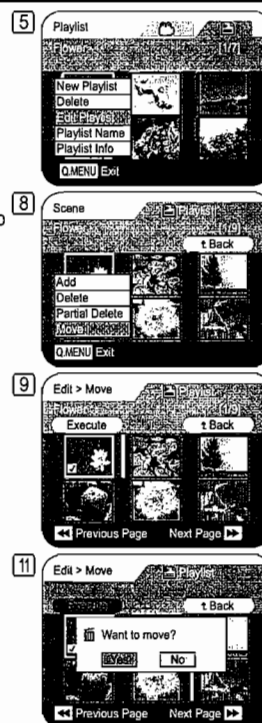 5
Playlist
Flower
[1/7]
New Playlist
Delete
Edit Playlist
Playlist Name
Playlist Info
Q.MENU Exit
o
8
Scene
Playlist
Flower
[1/9]
Back
Add
Delete
Partial Delete
Move
Q.MENU Exit
9
Edit > Move
Playlist
Flower
[1/9]
Execute
Back
Previous Page Next Page
11
Edit > Move
Playlist
Back
Want to move?
Yes No
Previous Page Next Page